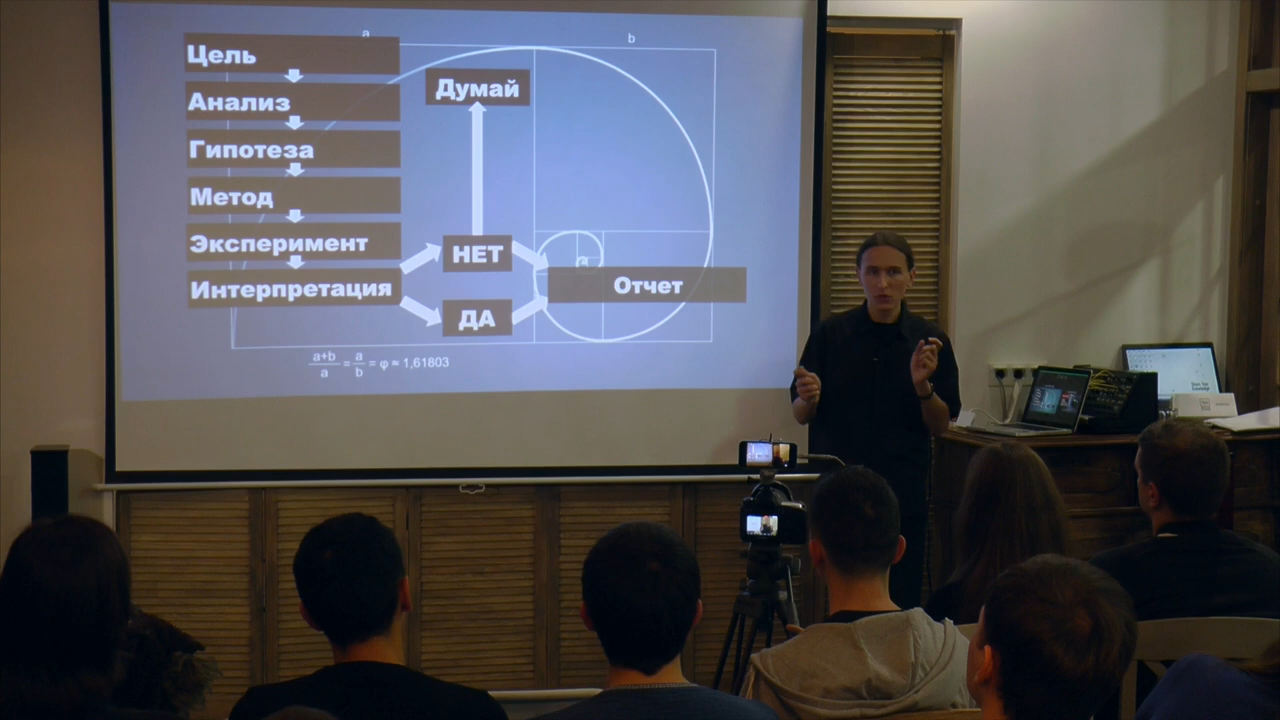 a
b
Цель
Анализ
Гипотеза
Метод
Эксперимент
Интерпретация
Думай
НЕТ
ДА
Отчет
a+b/a = a/b = φ ≈ 1,61803